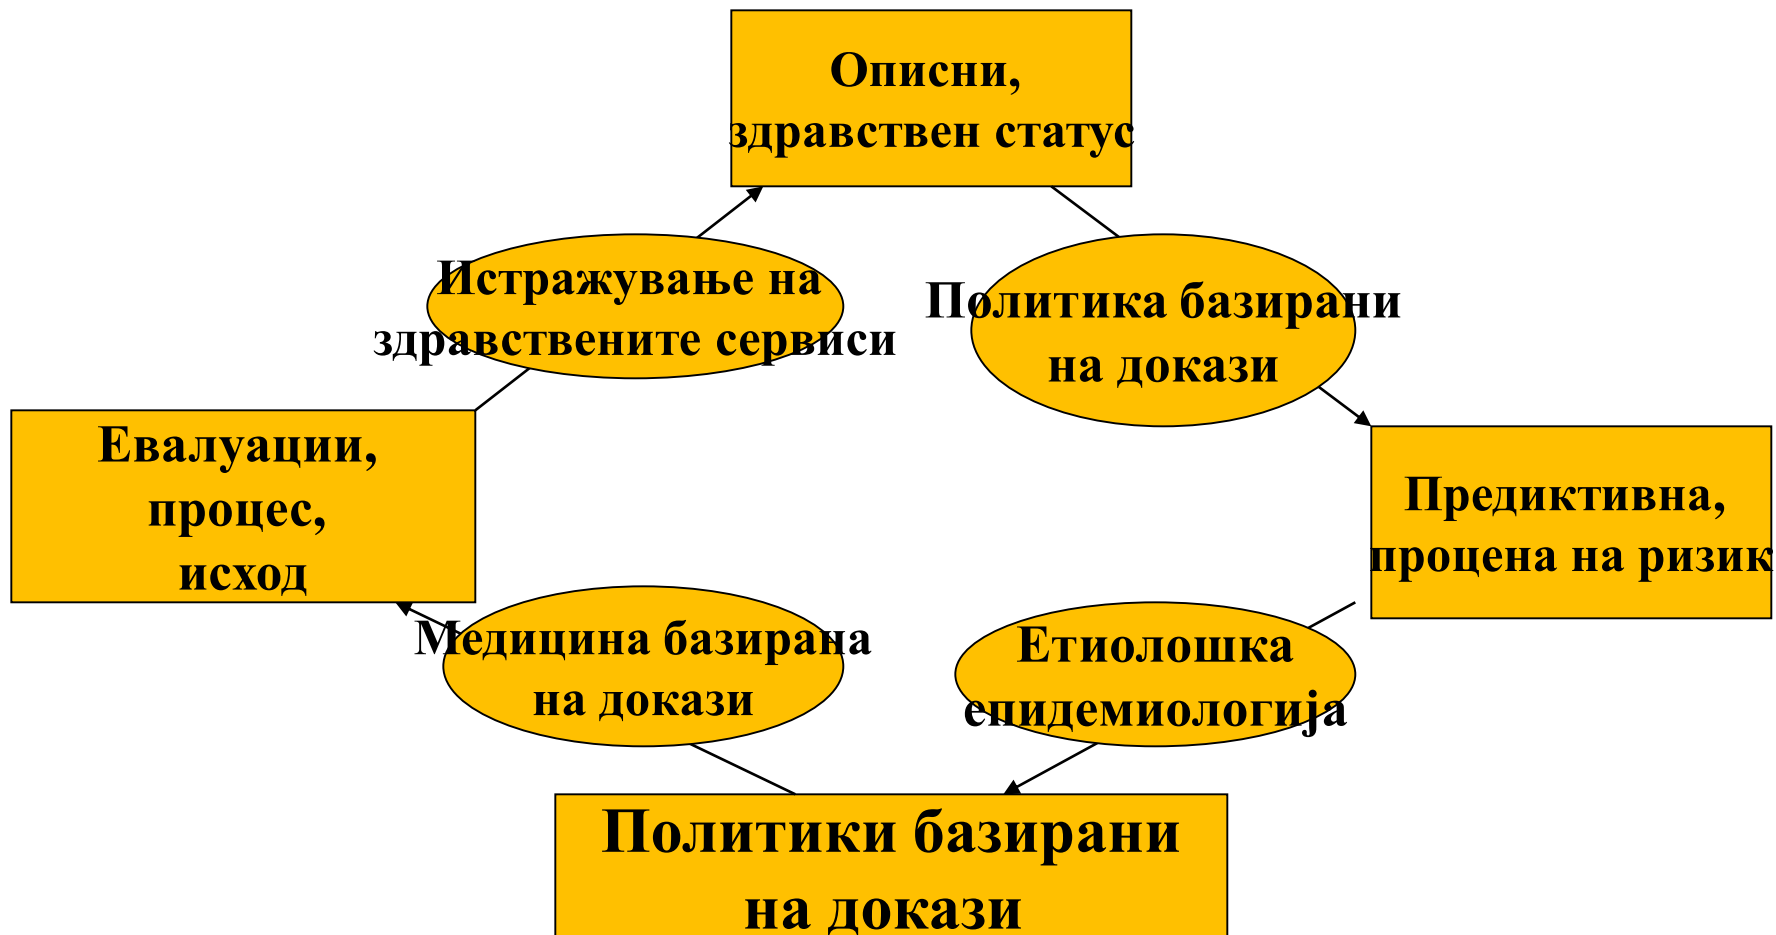 Описни,
здравствен статус
Истражување на
здравствените сервиси
Политика базирани
на докази
Евалуации,
процес,
исход
Предиктивна,
процена на ризик
Медицина базирана
на докази
Етиолошка
епидемиологија
Политики базирани
на докази